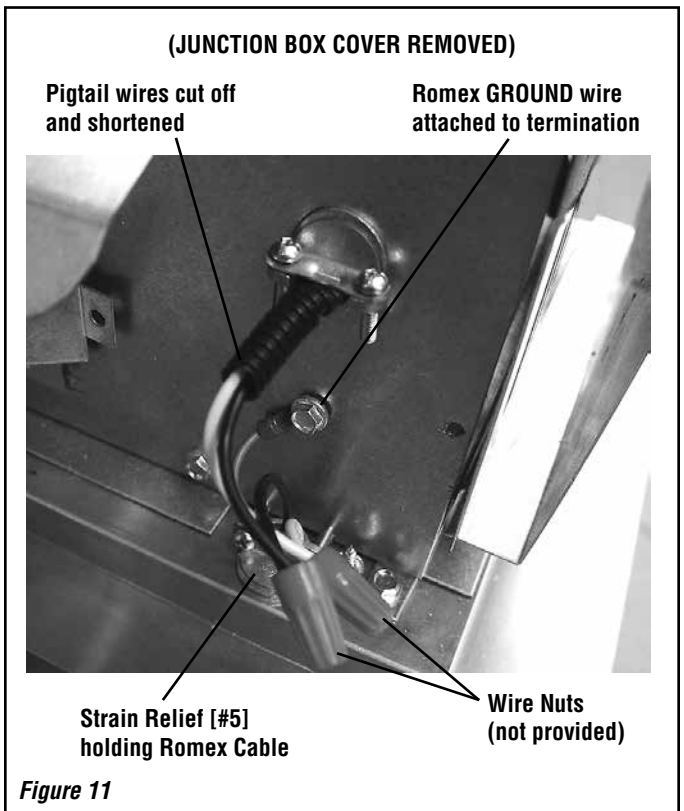 (JUNCTION BOX COVER REMOVED)
Pigtail wires cut off
and shortened
Romex GROUND wire
attached to termination
Strain Relief [#5]
holding Romex Cable
Wire Nuts
(not provided)
Figure 11